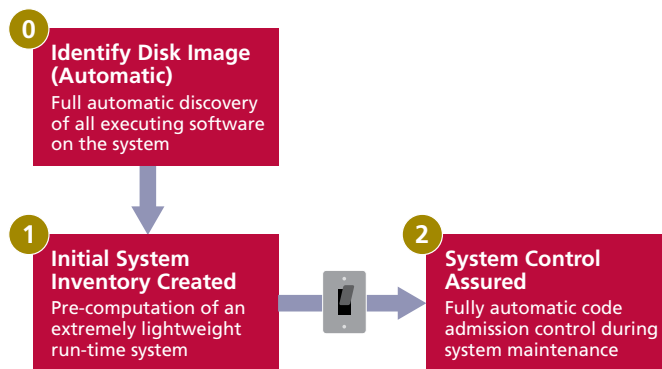 0
Identify Disk Image
(Automatic)
Full automatic discovery
of all executing software
on the system
1
Initial System
Inventory Created
Pre-computation of an
extremely lightweight
run-time system
2
System Control
Assured
Fully automatic code
admission control during
system maintenance